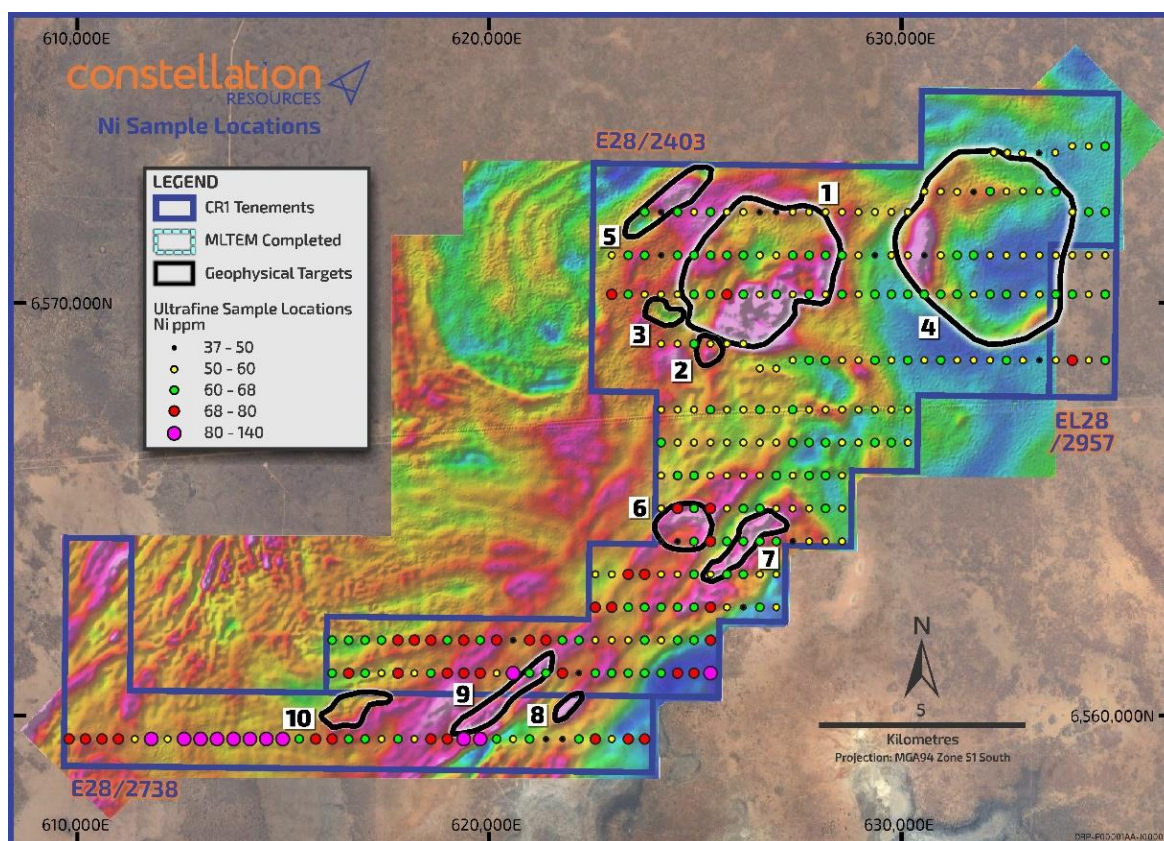 610,000E
620,000E
630,000E
constellation
RESOURCES
Ni Sample Locations
LEGEND
CR1 Tenements
MLTEM Completed
Geophysical Targets
Ultrafine Sample Locations
Ni ppm
37 - 50
50 - 60
60 - 68
68 - 80
80 - 140
E28/2403
1
5
6,570,000N
4
3
2
EL28
/2957
6
7
N
9
8
10
5
Kilometres
Projection: MGA94 Zone 51 South
6,560,000N
E28/2738
610,000E
620,000E
630,000E